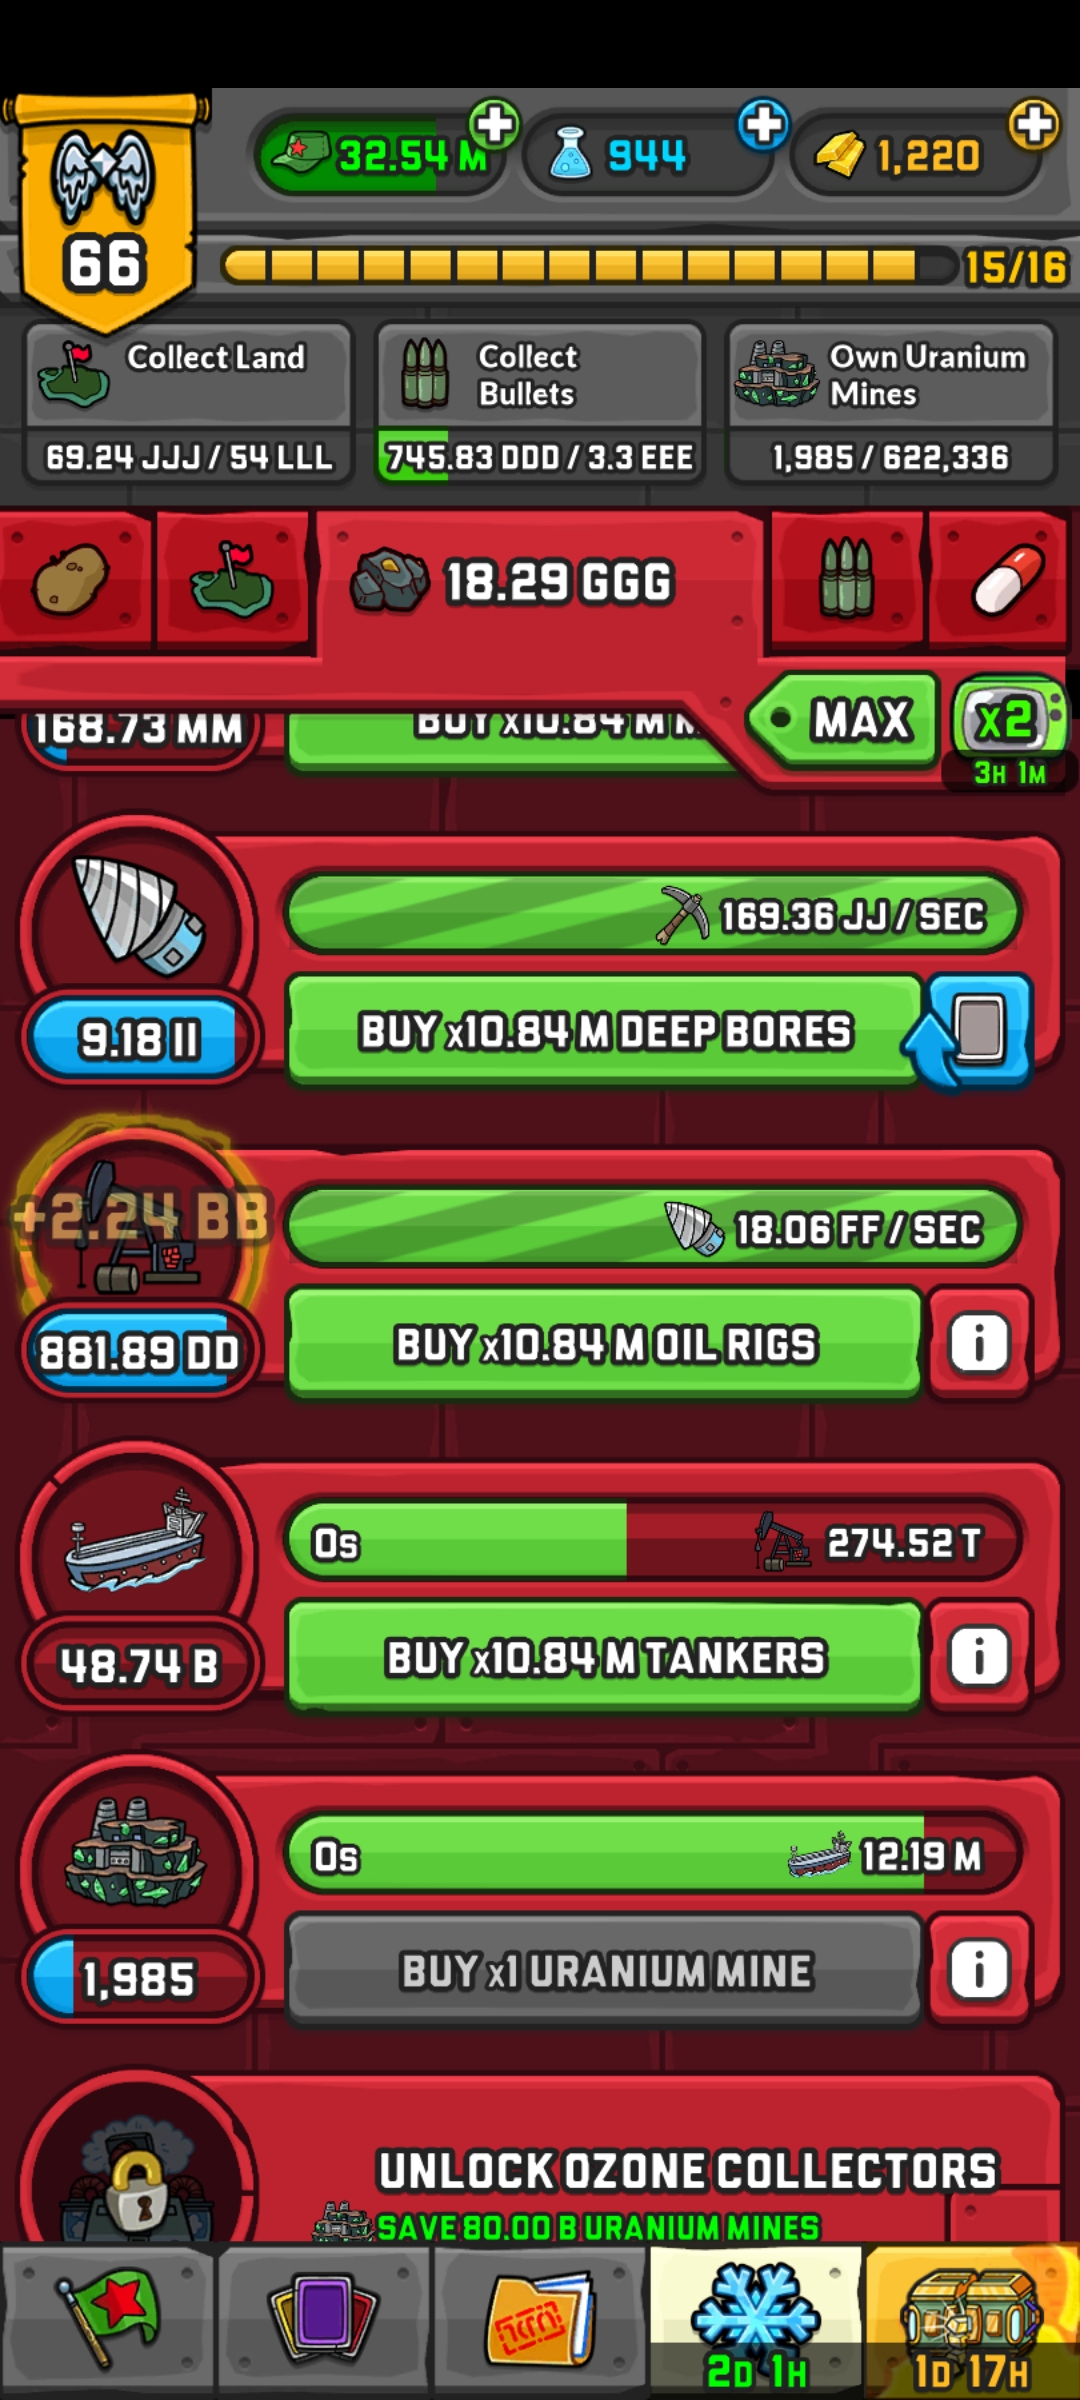 32.54 M
944
1,220
66
15/16
Collect Land
69.24 JJJ / 54 LLL
Collect
Bullets
745.83 DDD / 3.3 EEE
Own Uranium
Mines
1,985 / 622,336
18.29 GGG
MAX
x2
3H 1M
168.73 MM
BUY x10.84 M
9.18 II
169.36 JJ / SEC
BUY x10.84 M DEEP BORES
+2.24 BB
881.89 DD
18.06 FF / SEC
BUY x10.84 M OIL RIGS
i
48.74 B
0s
274.52 T
BUY x10.84 M TANKERS
i
1,985
0s
12.19 M
BUY x1 URANIUM MINE
i
UNLOCK OZONE COLLECTORS
SAVE 80.00 B URANIUM MINES
2D 1H
1D 17H